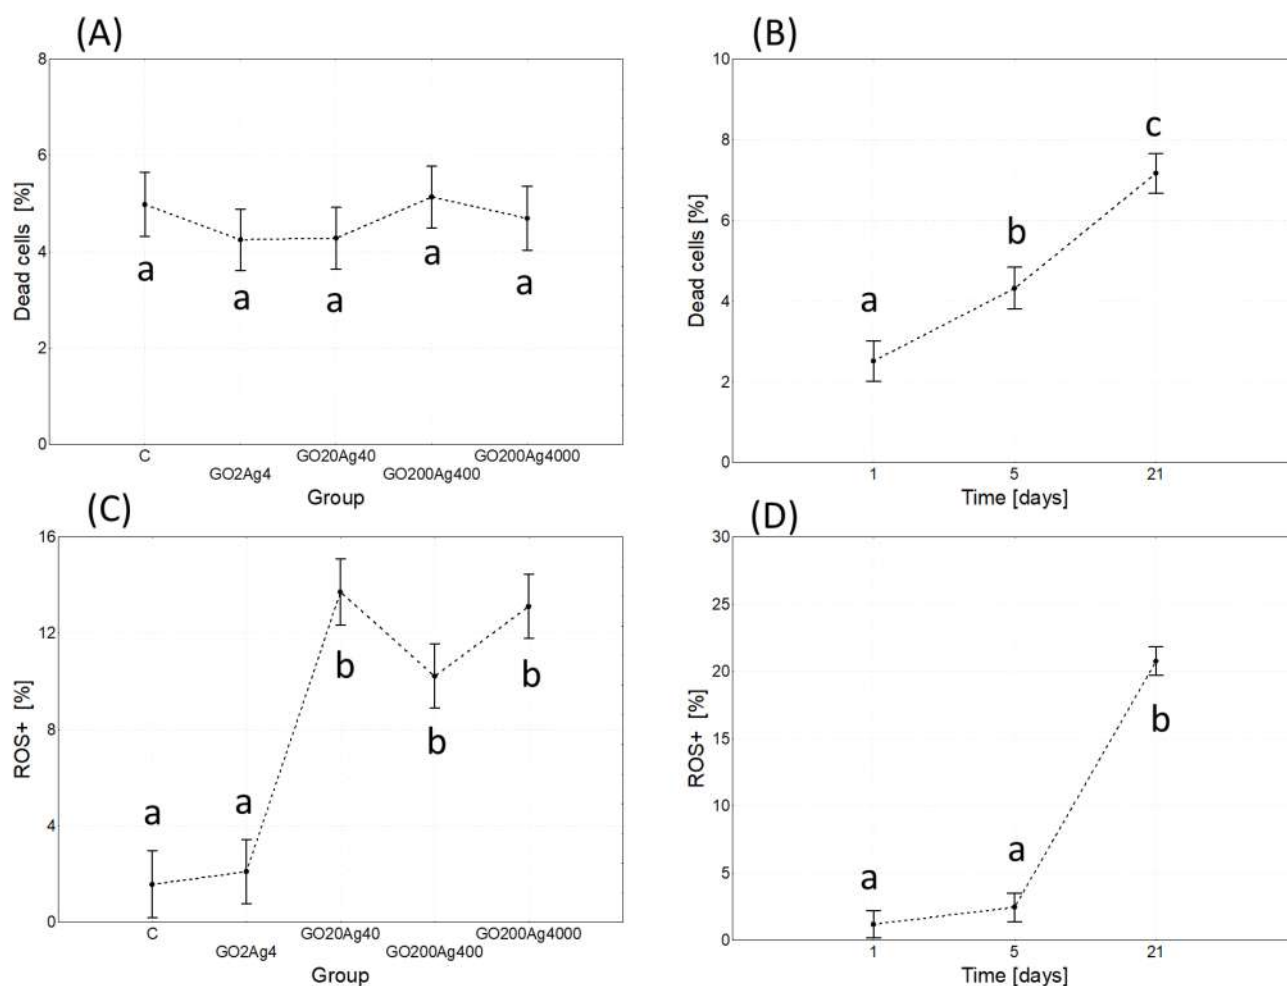 (A)
8
6
4
2
0
Dead cells [%]
a
a
a
a
a
C
GO2Ag4
GO20Ag40
GO200Ag400
GO200Ag4000
Group
(B)
10
8
6
4
2
0
Dead cells [%]
a
b
c
1
5
21
Time [days]
(C)
16
12
8
4
0
ROS+ [%]
a
a
b
b
b
C
GO2Ag4
GO20Ag40
GO200Ag400
GO200Ag4000
Group
(D)
30
25
20
15
10
5
0
ROS+ [%]
a
a
b
1
5
21
Time [days]